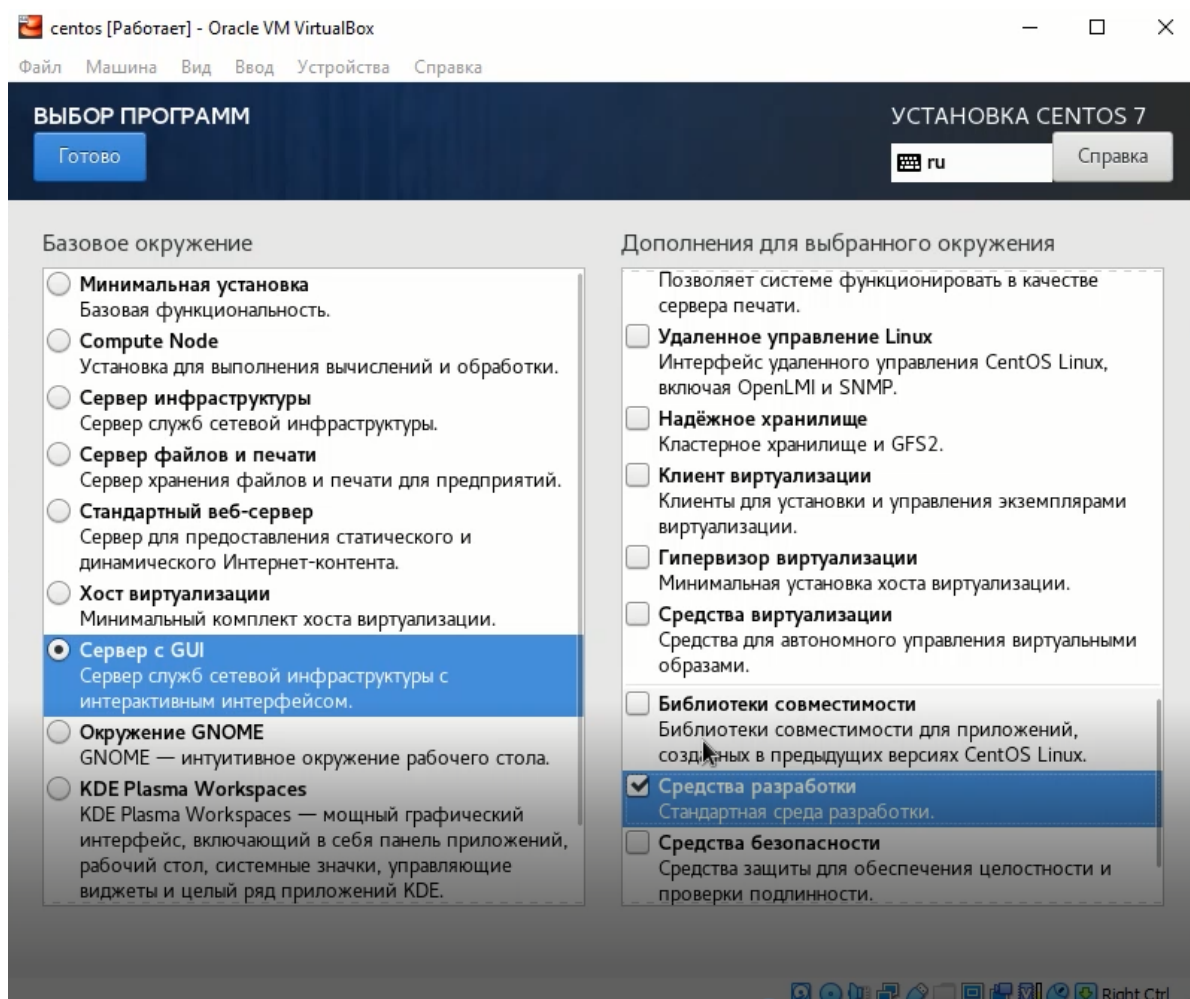 centos [Работает] - Oracle VM VirtualBox
Файл Машина Вид Ввод Устройства Справка
ВЫБОР ПРОГРАММ
Готово
УСТАНОВКА CENTOS 7
ru
Справка
Базовое окружение
Минимальная установка
Базовая функциональность.
Compute Node
Установка для выполнения вычислений и обработки.
Сервер инфраструктуры
Сервер служб сетевой инфраструктуры.
Сервер файлов и печати
Сервер хранения файлов и печати для предприятий.
Стандартный веб-сервер
Сервер для предоставления статического и
динамического Интернет-контента.
Хост виртуализации
Минимальный комплект хоста виртуализации.
Сервер с GUI
Сервер служб сетевой инфраструктуры с
интерактивным интерфейсом.
Окружение GNOME
GNOME — интуитивное окружение рабочего стола.
KDE Plasma Workspaces
KDE Plasma Workspaces — мощный графический
интерфейс, включающий в себя панель приложений,
рабочий стол, системные значки, управляющие
виджеты и целый ряд приложений KDE.
Дополнения для выбранного окружения
Позволяет системе функционировать в качестве
сервера печати.
Удаленное управление Linux
Интерфейс удаленного управления CentOS Linux,
включая OpenLMI и SNMP.
Надёжное хранилище
Кластерное хранилище и GFS2.
Клиент виртуализации
Клиенты для установки и управления экземплярами
виртуализации.
Гипервизор виртуализации
Минимальная установка хоста виртуализации.
Средства виртуализации
Средства для автономного управления виртуальными
образами.
Библиотеки совместимости
Библиотеки совместимости для приложений,
созданных в предыдущих версиях CentOS Linux.
Средства разработки
Стандартная среда разработки.
Средства безопасности
Средства защиты для обеспечения целостности и
проверки подлинности.
Right Ctrl